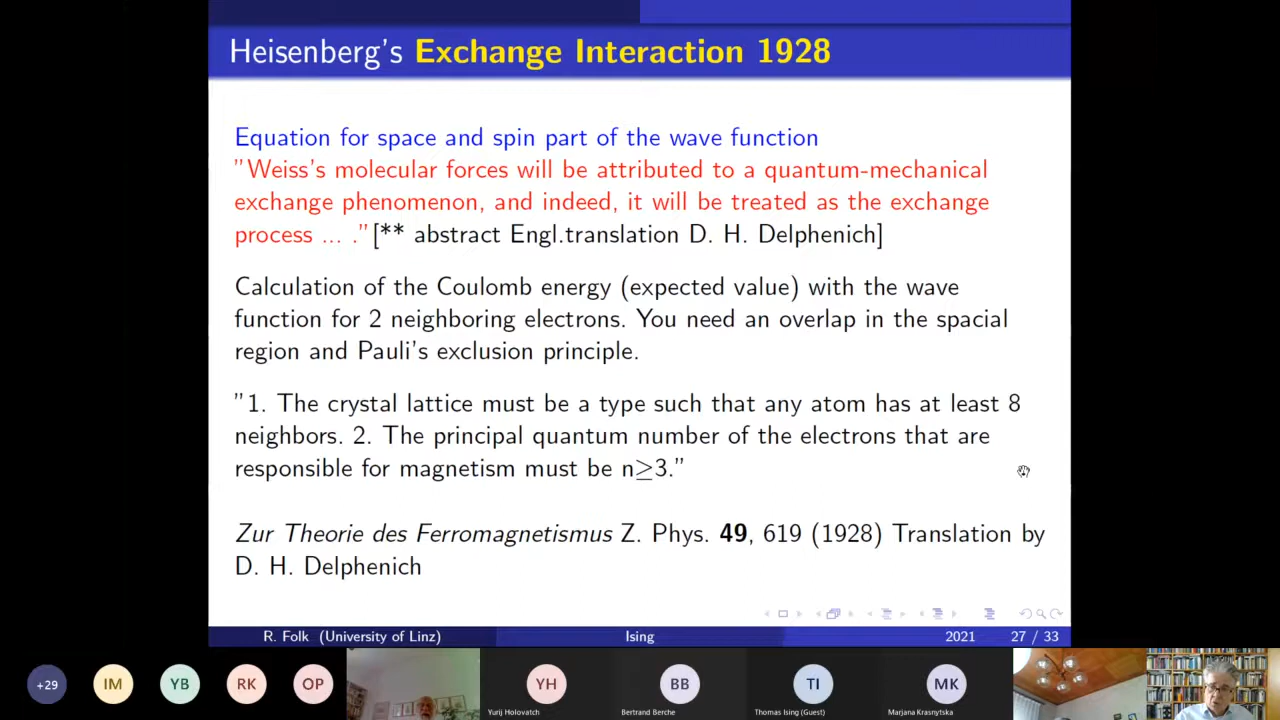 Heisenberg's Exchange Interaction 1928
Equation for space and spin part of the wave function
"Weiss's molecular forces will be attributed to a quantum-mechanical
exchange phenomenon, and indeed, it will be treated as the exchange
process ... ." [** abstract Engl.translation D. H. Delphenich]
Calculation of the Coulomb energy (expected value) with the wave
function for 2 neighboring electrons. You need an overlap in the spacial
region and Pauli's exclusion principle.
"1. The crystal lattice must be a type such that any atom has at least 8
neighbors. 2. The principal quantum number of the electrons that are
responsible for magnetism must be n≥3."
Zur Theorie des Ferromagnetismus Z. Phys. 49, 619 (1928) Translation by
D. H. Delphenich
R. Folk (University of Linz) Ising 2021 27 / 33
+29 IM YB RK OP YH BB TI MK
Yurij Holovatch Bertrand Berche Thomas Ising (Guest) Marjana Krasnytska